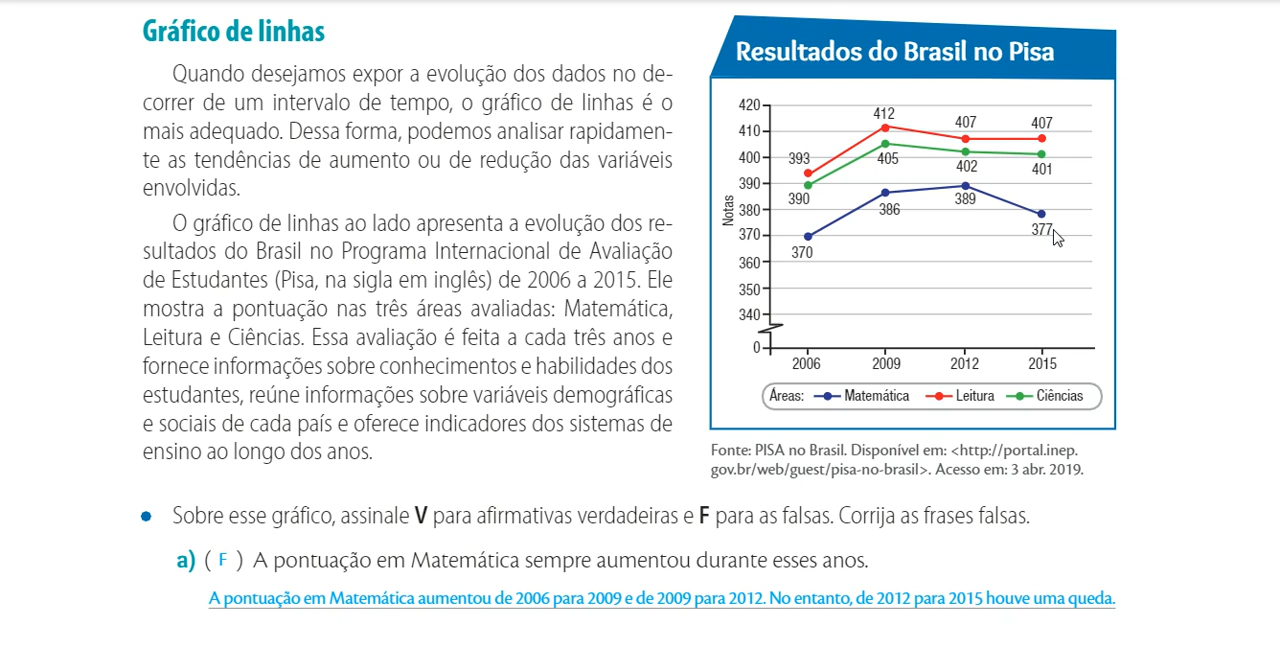 Gráfico de linhas
Quando desejamos expor a evolução dos dados no de-
correr de um intervalo de tempo, o gráfico de linhas é o
mais adequado. Dessa forma, podemos analisar rapidamen-
te as tendências de aumento ou de redução das variáveis
envolvidas.
O gráfico de linhas ao lado apresenta a evolução dos re-
sultados do Brasil no Programa Internacional de Avaliação
de Estudantes (Pisa, na sigla em inglês) de 2006 a 2015. Ele
mostra a pontuação nas três áreas avaliadas: Matemática,
Leitura e Ciências. Essa avaliação é feita a cada três anos e
fornece informações sobre conhecimentos e habilidades dos
estudantes, reúne informações sobre variáveis demográficas
e sociais de cada país e oferece indicadores dos sistemas de
ensino ao longo dos anos.
Resultados do Brasil no Pisa
Notas
420
410
400
390
380
370
360
350
340
0
412
407
407
393
405
402
401
390
386
389
377
370
2006 2009 2012 2015
Áreas: Matemática Leitura Ciências
Fonte: PISA no Brasil. Disponível em: <http://portal.inep.
gov.br/web/guest/pisa-no-brasil>. Acesso em: 3 abr. 2019.
• Sobre esse gráfico, assinale V para afirmativas verdadeiras e F para as falsas. Corrija as frases falsas.
a) ( F ) A pontuação em Matemática sempre aumentou durante esses anos.
A pontuação em Matemática aumentou de 2006 para 2009 e de 2009 para 2012. No entanto, de 2012 para 2015 houve uma queda.